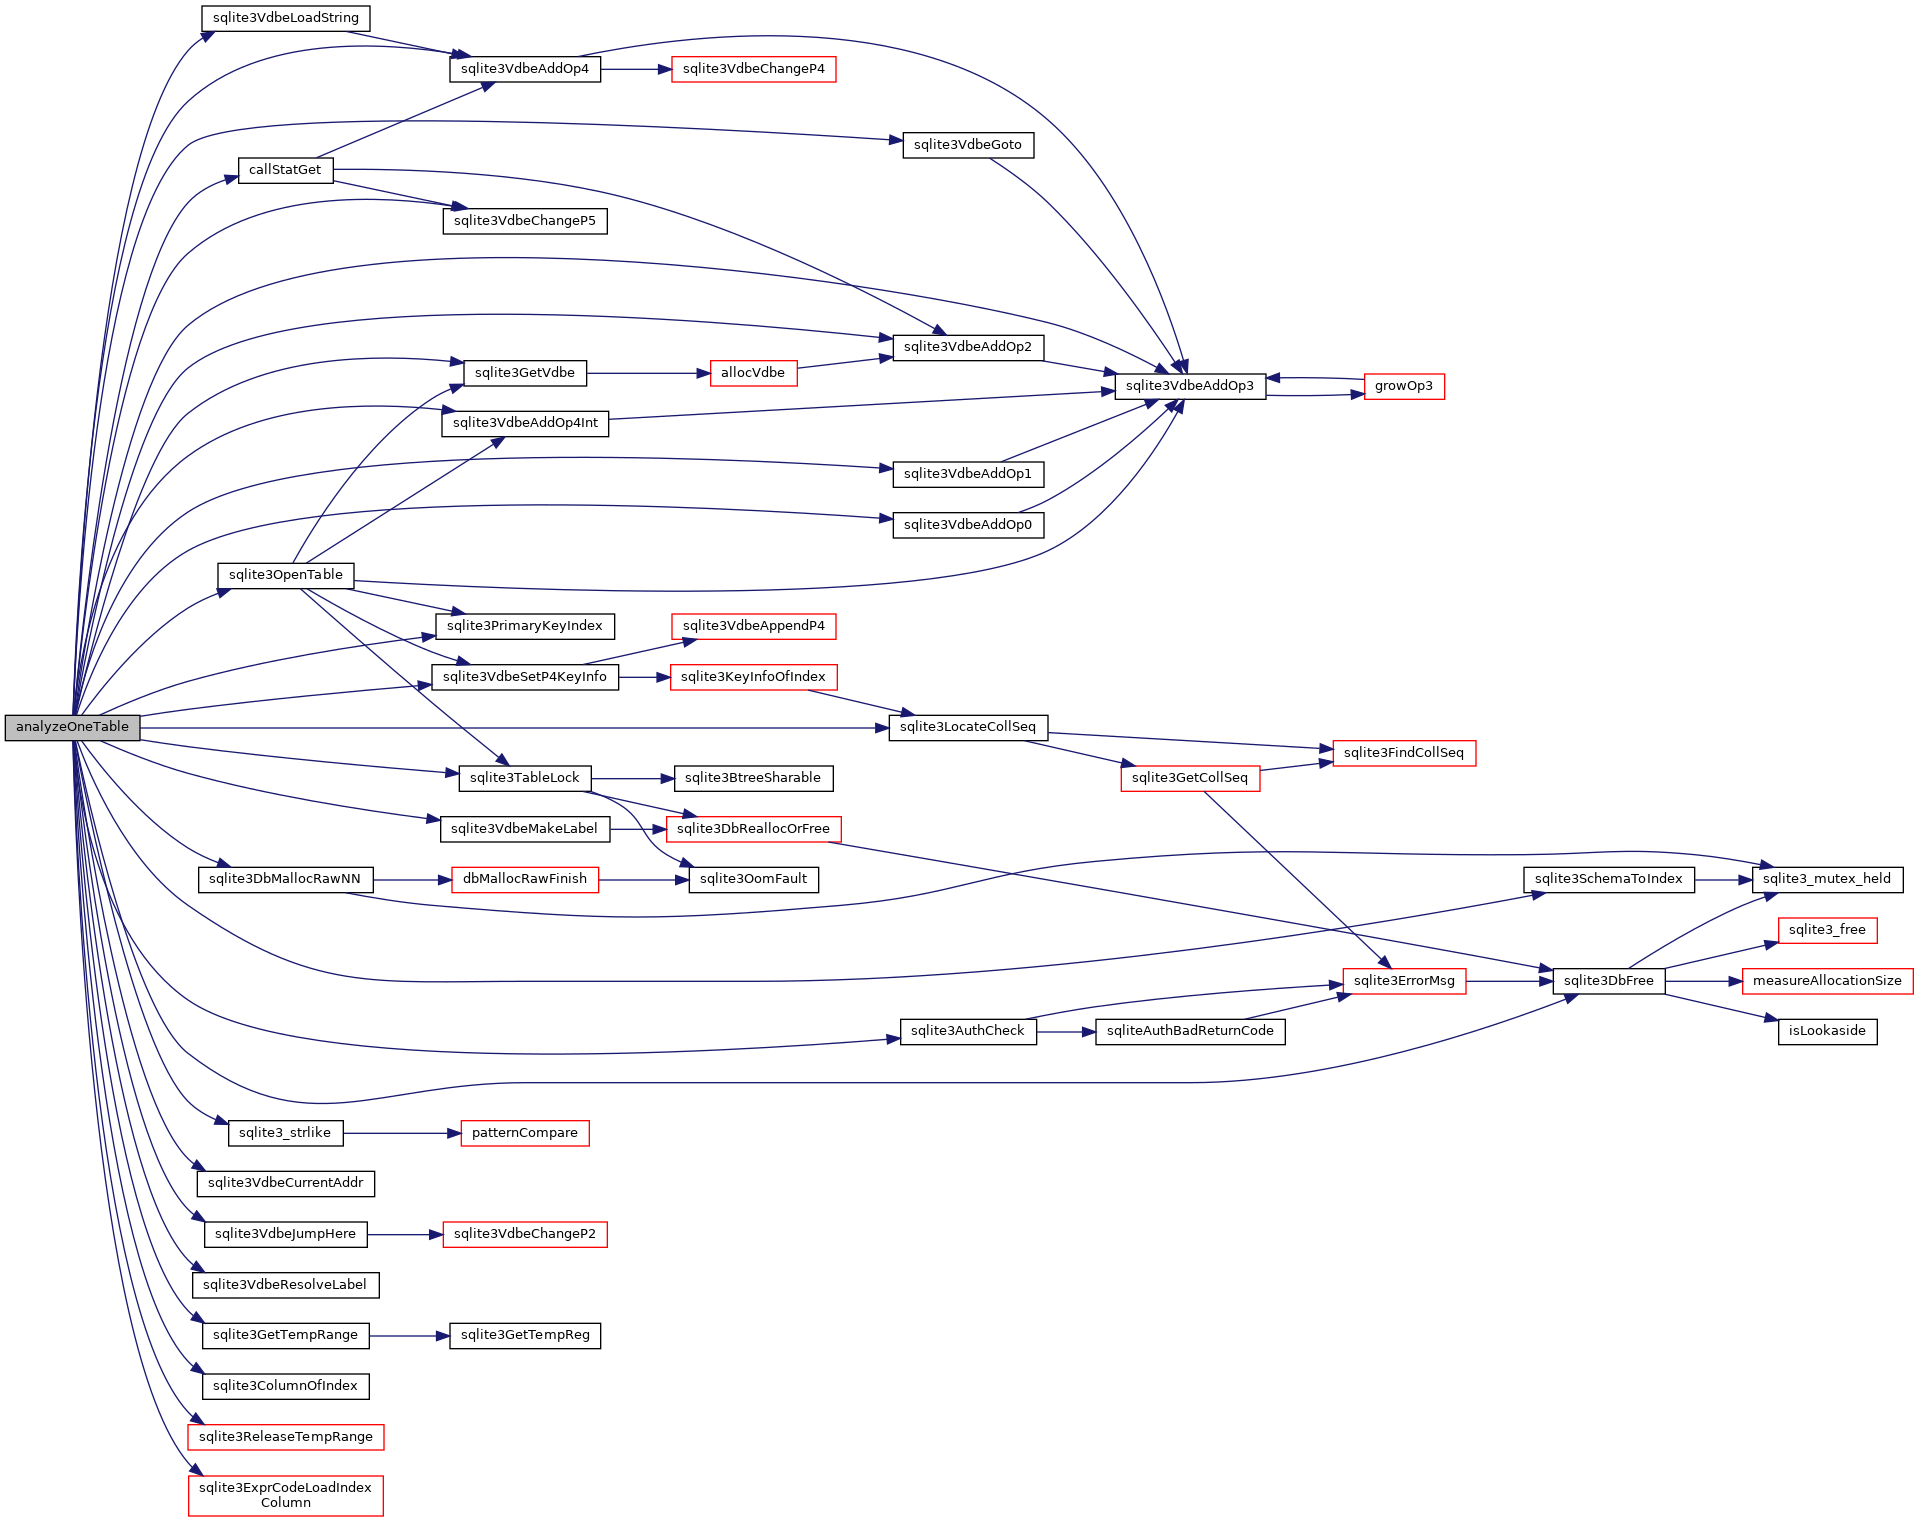 sqlite3VdbeLoadString
sqlite3VdbeAddOp4
sqlite3VdbeChangeP4
sqlite3VdbeGoto
callStatGet
sqlite3VdbeChangeP5
sqlite3VdbeAddOp2
sqlite3GetVdbe
allocVdbe
sqlite3VdbeAddOp3
growOp3
sqlite3VdbeAddOp4Int
sqlite3VdbeAddOp1
sqlite3VdbeAddOp0
sqlite3OpenTable
sqlite3PrimaryKeyIndex
sqlite3VdbeAppendP4
sqlite3VdbeSetP4KeyInfo
sqlite3KeyInfoOfIndex
analyzeOneTable
sqlite3LocateCollSeq
sqlite3FindCollSeq
sqlite3TableLock
sqlite3BtreeSharable
sqlite3GetCollSeq
sqlite3VdbeMakeLabel
sqlite3DbReallocOrFree
sqlite3DbMallocRawNN
dbMallocRawFinish
sqlite3OomFault
sqlite3SchemaToIndex
sqlite3_mutex_held
sqlite3_free
sqlite3ErrorMsg
sqlite3DbFree
measureAllocationSize
sqlite3AuthCheck
sqliteAuthBadReturnCode
isLookaside
sqlite3_strlike
patternCompare
sqlite3VdbeCurrentAddr
sqlite3VdbeJumpHere
sqlite3VdbeChangeP2
sqlite3VdbeResolveLabel
sqlite3GetTempRange
sqlite3GetTempReg
sqlite3ColumnOfIndex
sqlite3ReleaseTempRange
sqlite3ExprCodeLoadIndex
Column